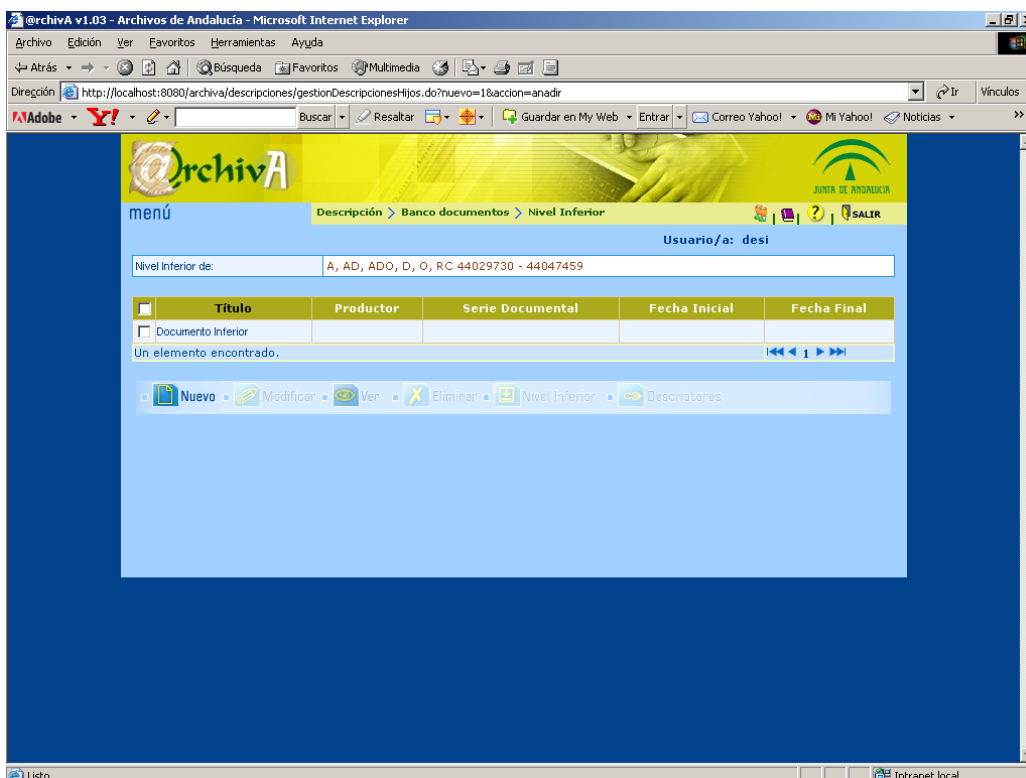 @rchivA v1.03 - Archivos de Andalucía - Microsoft Internet Explorer
Archivo Edición Ver Favoritos Herramientas Ayuda
Atrás Búsqueda Favoritos Multimedia
Dirección http://localhost:8080/archiva/descripciones/gestionDescripcionesHijos.do?nuevo=1&accion=anadir Ir Vínculos
Adobe Y! Buscar Resaltar Guardar en My Web Entrar Correo Yahoo! Mi Yahoo! Noticias »
@rchivA JUNTA DE ANDALUCIA
menú Descripción > Banco documentos > Nivel Inferior ? SALIR
Usuario/a: desi
Nivel Inferior de: A, AD, ADO, D, O, RC 44029730 - 44047459
Título Productor Serie Documental Fecha Inicial Fecha Final
Documento Inferior
Un elemento encontrado. 1
Nuevo Modificar Ver Eliminar Nivel Inferior Descriptores
Listo Intranet local